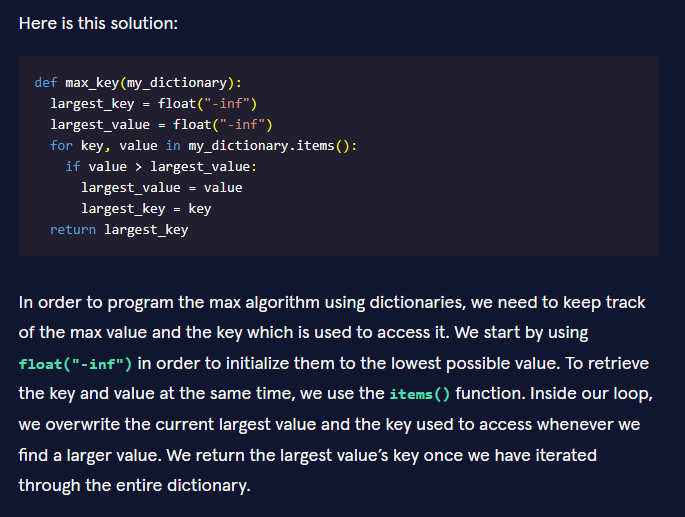 Here is this solution:
def max_key(my_dictionary):
  largest_key = float("-inf")
  largest_value = float("-inf")
  for key, value in my_dictionary.items():
    if value > largest_value:
      largest_value = value
      largest_key = key
  return largest_key
In order to program the max algorithm using dictionaries, we need to keep track
of the max value and the key which is used to access it. We start by using
float("-inf") in order to initialize them to the lowest possible value. To retrieve
the key and value at the same time, we use the items() function. Inside our loop,
we overwrite the current largest value and the key used to access whenever we
find a larger value. We return the largest value’s key once we have iterated
through the entire dictionary.